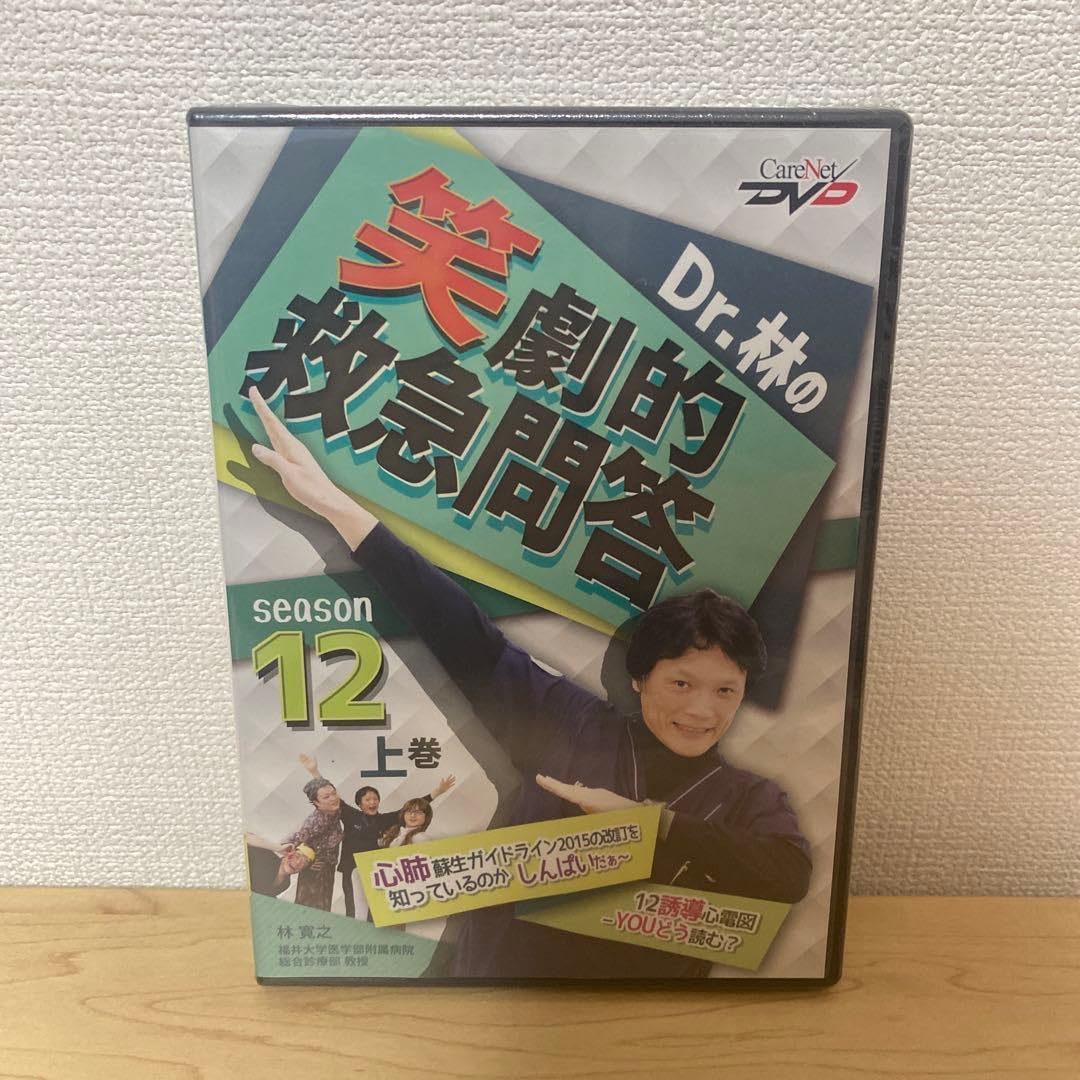 CareNet
DVD
Dr.林の
笑劇的
救急問答
season
12
上巻
心肺蘇生ガイドライン2015の改訂を
知っているのか しんぱいだぁ〜
12誘導心電図
–YOUどう読む?
林 寛之
福井大学医学部附属病院
総合診療部 教授